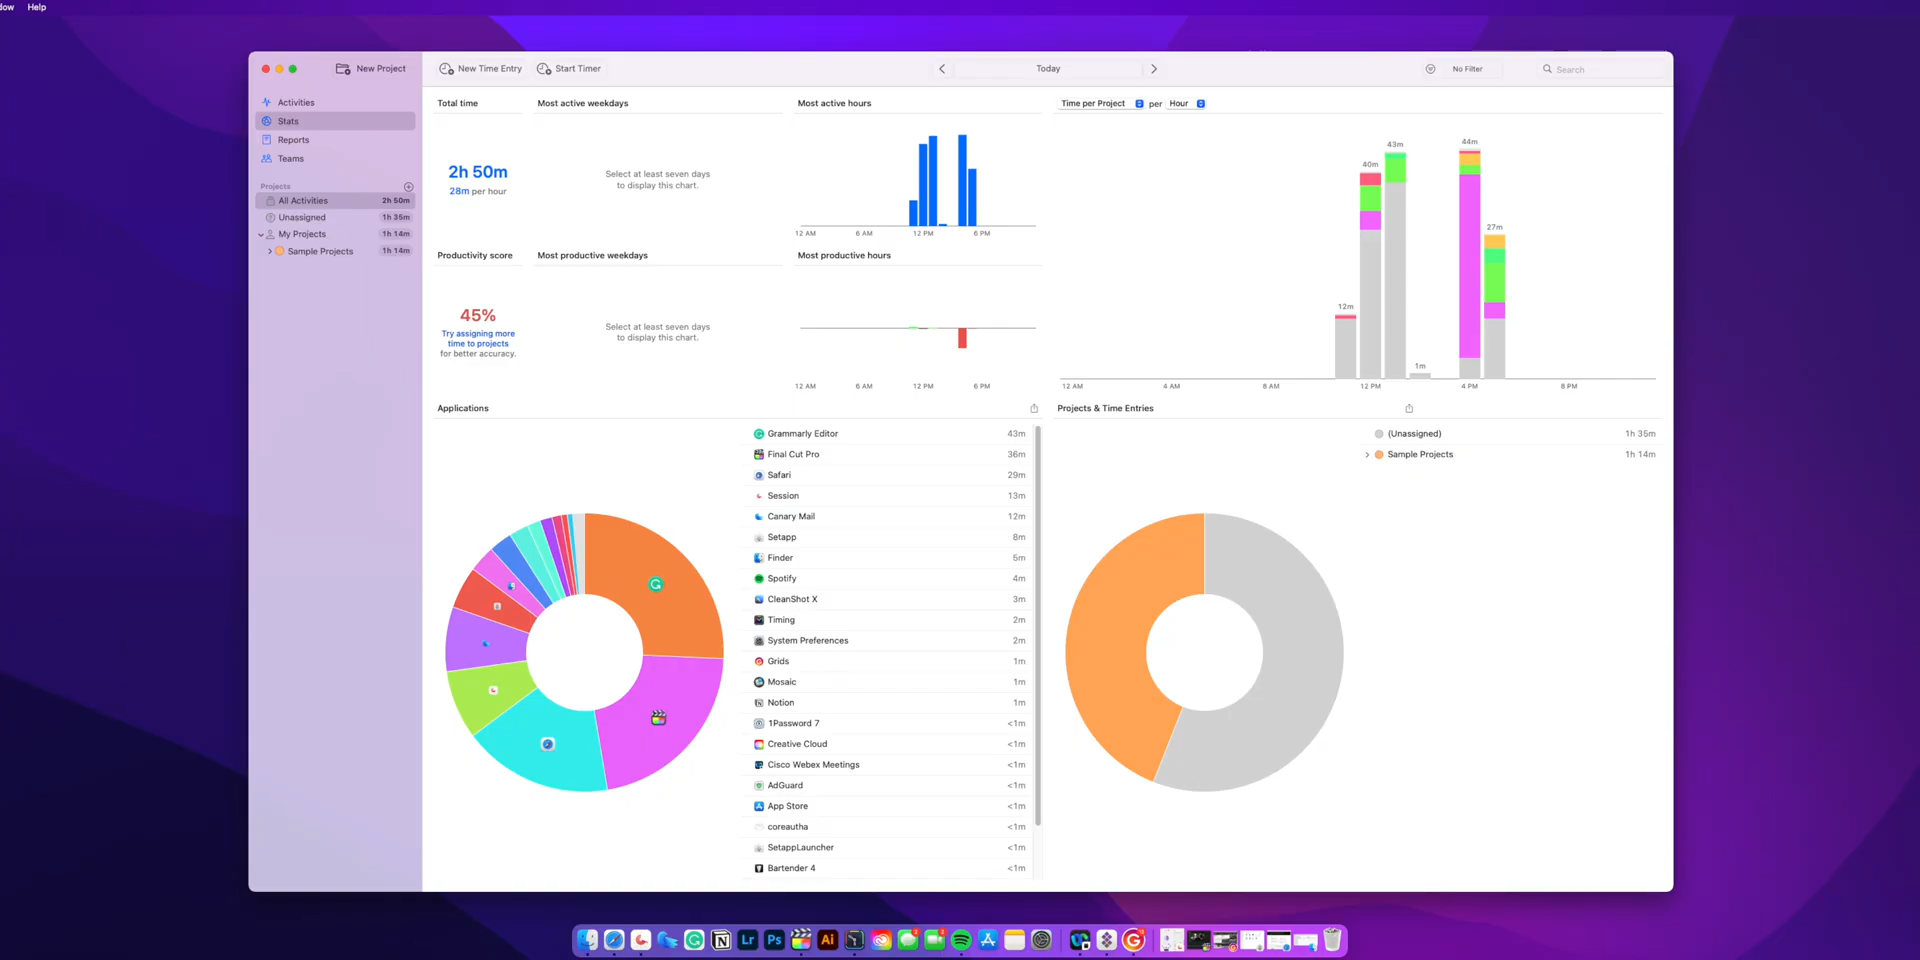 dow Help
New Project
New Time Entry
Start Timer
Today
No Filter
Search
Activities
Stats
Reports
Teams
Projects
All Activities 2h 50m
Unassigned 1h 35m
My Projects 1h 14m
Sample Projects 1h 14m
Total time
2h 50m
28m per hour
Most active weekdays
Select at least seven days
to display this chart.
Most active hours
12 AM 6 AM 12 PM 6 PM
Productivity score
45%
Try assigning more
time to projects
for better accuracy.
Most productive weekdays
Select at least seven days
to display this chart.
Most productive hours
12 AM 6 AM 12 PM 6 PM
Time per Project per Hour
12m
40m
43m
1m
44m
27m
12 AM 4 AM 8 AM 12 PM 4 PM 8 PM
Applications
Grammarly Editor 43m
Final Cut Pro 36m
Safari 29m
Session 13m
Canary Mail 12m
Setapp 8m
Finder 5m
Spotify 4m
CleanShot X 3m
Timing 2m
System Preferences 2m
Grids 1m
Mosaic 1m
Notion 1m
1Password 7 <1m
Creative Cloud <1m
Cisco Webex Meetings <1m
AdGuard <1m
App Store <1m
coreautha <1m
SetappLauncher <1m
Bartender 4 <1m
Projects & Time Entries
(Unassigned) 1h 35m
Sample Projects 1h 14m
Lr Ps Ai